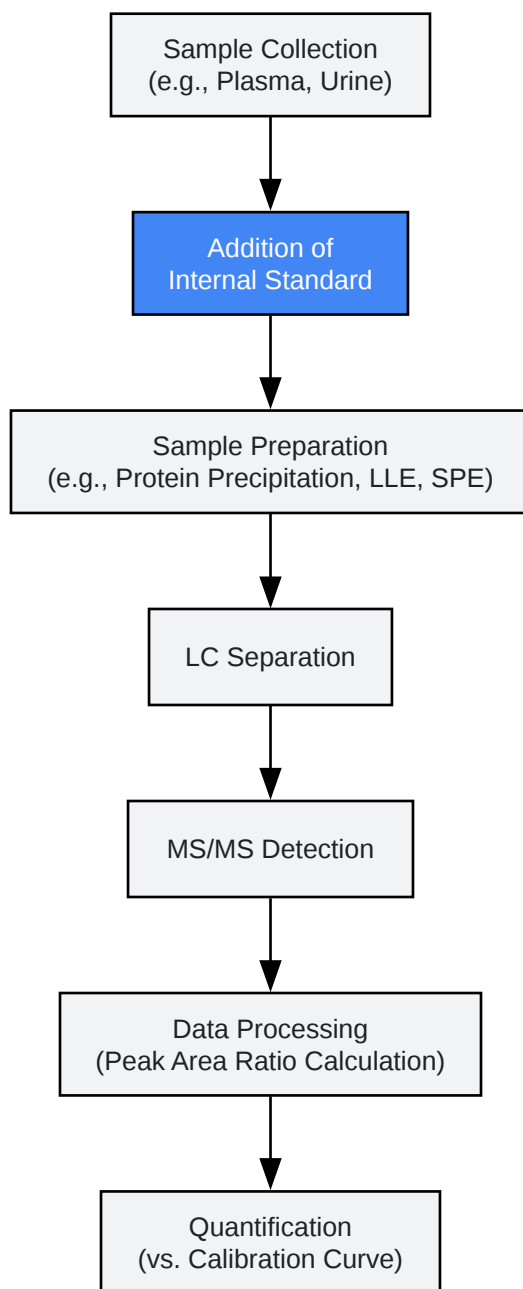 Sample Collection
(e.g., Plasma, Urine)
Addition of
Internal Standard
Sample Preparation
(e.g., Protein Precipitation, LLE, SPE)
LC Separation
MS/MS Detection
Data Processing
(Peak Area Ratio Calculation)
Quantification
(vs. Calibration Curve)